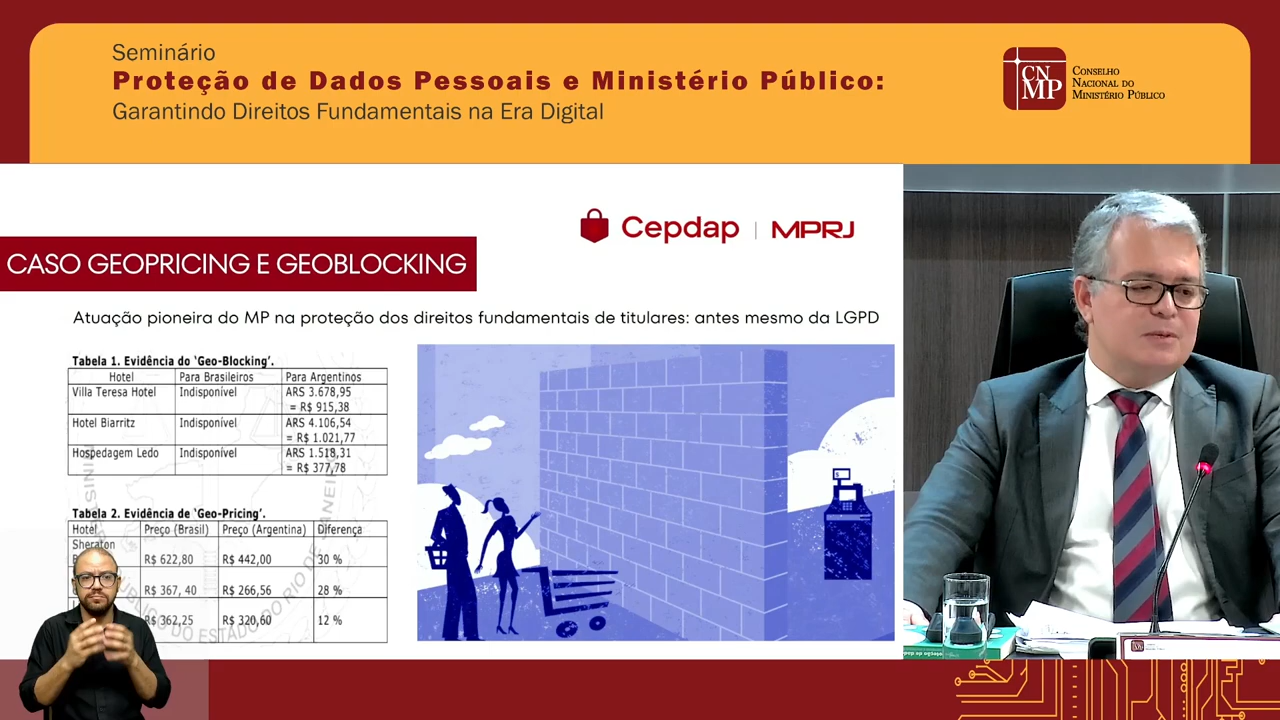 Seminário
Proteção de Dados Pessoais e Ministério Público:
Garantindo Direitos Fundamentais na Era Digital
CN
MP
CONSELHO
NACIONAL DO
MINISTÉRIO PÚBLICO
Cepdap | MPRJ
CASO GEOPRICING E GEOBLOCKING
Atuação pioneira do MP na proteção dos direitos fundamentais de titulares: antes mesmo da LGPD
Tabela 1. Evidência do 'Geo-Blocking'.
Hotel Para Brasileiros Para Argentinos
Villa Teresa Hotel Indisponível ARS 3.678,95
= R$ 915,38
Hotel Biarritz Indisponível ARS 4.106,54
= R$ 1.021,77
Hospedagem Ledo Indisponível ARS 1.518,31
= R$ 377,78
Tabela 2. Evidência de 'Geo-Pricing'.
Hotel Preço (Brasil) Preço (Argentina) Diferença
Sheraton
R$ 622,80 R$ 442,00 30 %
R$ 367, 40 R$ 266,56 28 %
R$ 362,25 R$ 320,60 12 %